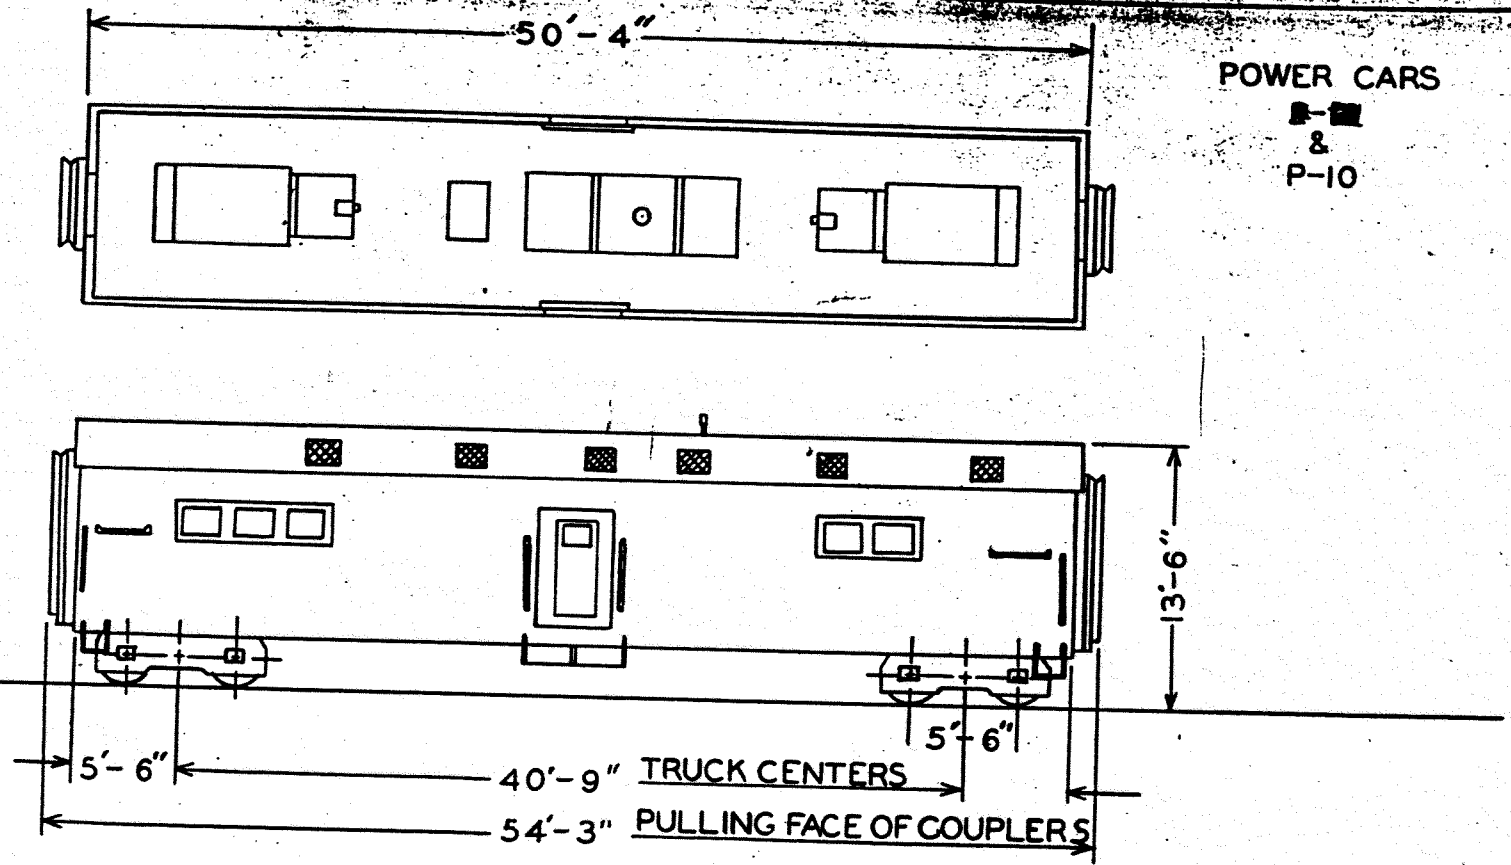 50'-4"
POWER CARS
&
P-10
13'-6"
5'-6"
5'-6"
40'-9" TRUCK CENTERS
54'-3" PULLING FACE OF COUPLERS